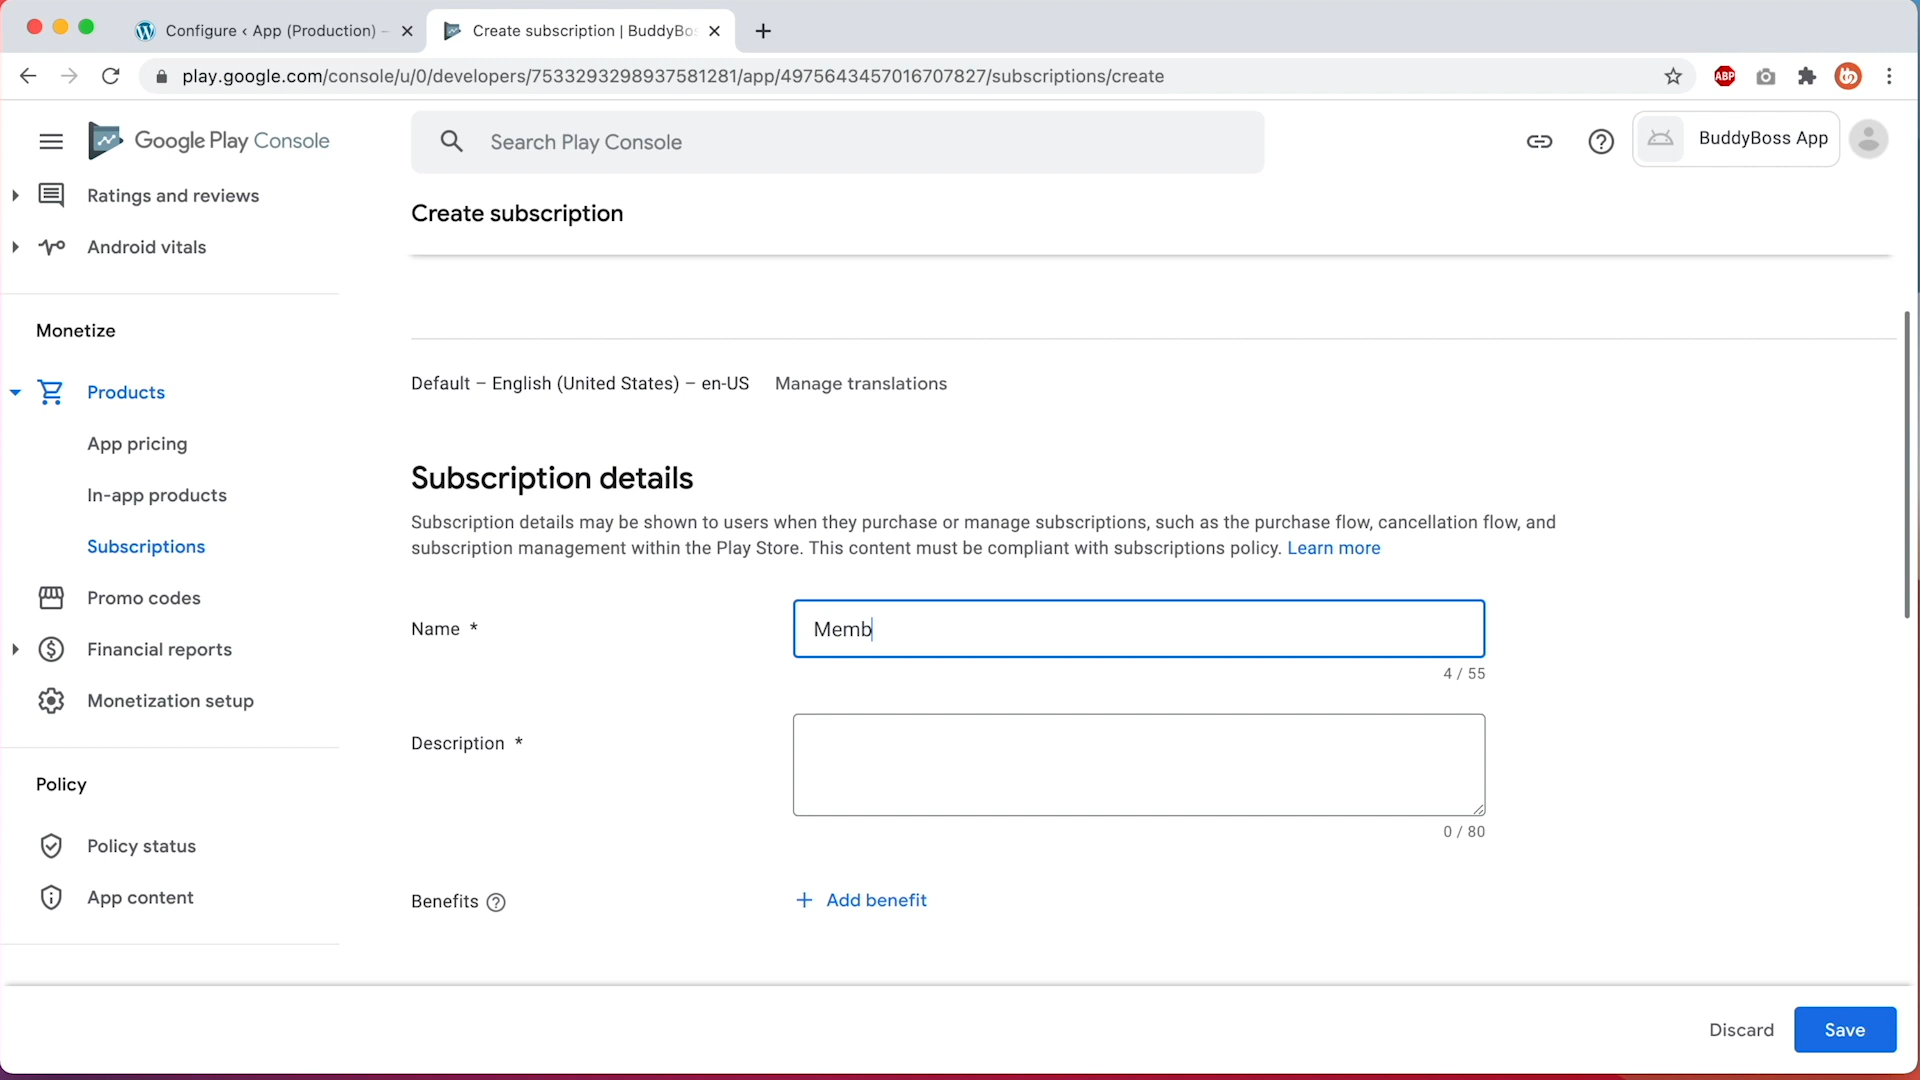 Configure ‹ App (Production) –
Create subscription | BuddyBos
play.google.com/console/u/0/developers/7533293298937581281/app/4975643457016707827/subscriptions/create
ABP
Google Play Console
Search Play Console
BuddyBoss App
Ratings and reviews
Android vitals
Monetize
Products
App pricing
In-app products
Subscriptions
Promo codes
Financial reports
Monetization setup
Policy
Policy status
App content
Create subscription
Default – English (United States) – en-US Manage translations
Subscription details
Subscription details may be shown to users when they purchase or manage subscriptions, such as the purchase flow, cancellation flow, and
subscription management within the Play Store. This content must be compliant with subscriptions policy. Learn more
Name *
Memb
4 / 55
Description *
0 / 80
Benefits
+ Add benefit
Discard
Save